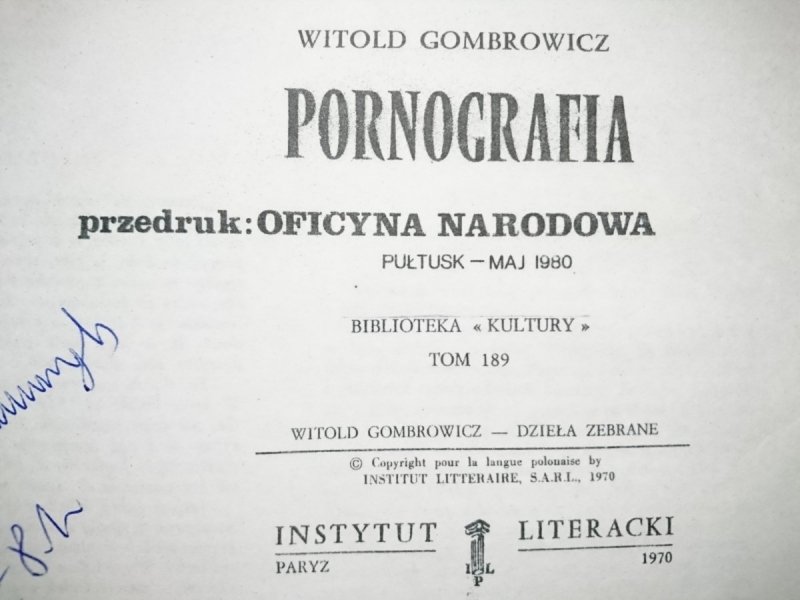 WITOLD GOMBROWICZ
PORNOGRAFIA
przedruk: OFICYNA NARODOWA
PUŁTUSK — MAJ 1980
BIBLIOTEKA « KULTURY »
TOM 189
WITOLD GOMBROWICZ — DZIEŁA ZEBRANE
© Copyright pour la langue polonaise by
INSTITUT LITTERAIRE, S.A.R.L., 1970
INSTYTUT LITERACKI
PARYZ 1970
I L
P